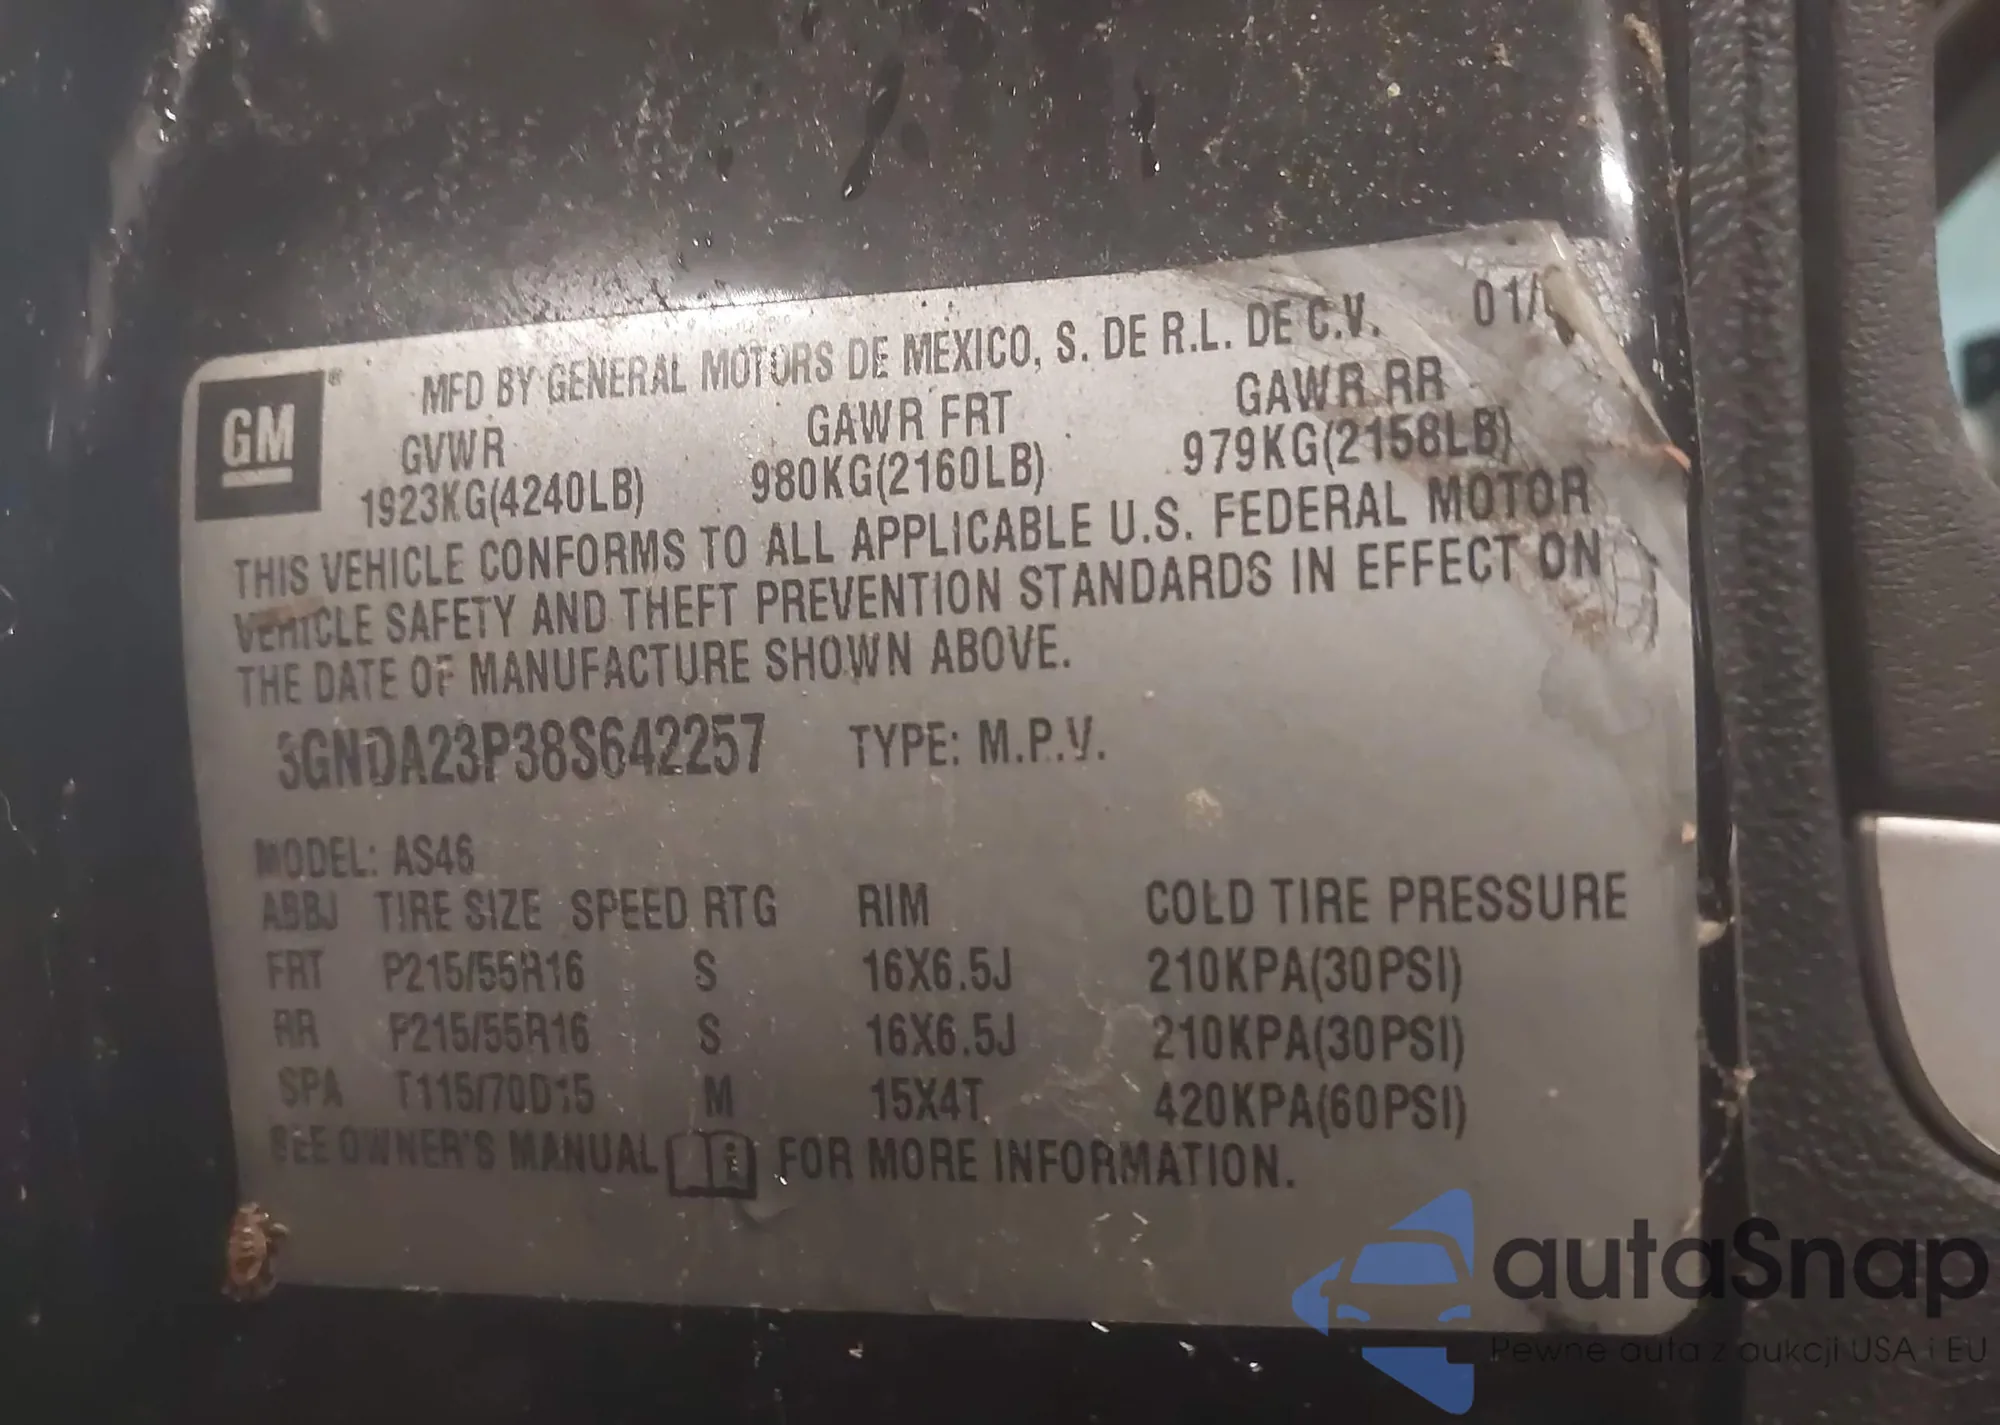 MFD BY GENERAL MOTORS DE MEXICO, S. DE R.L. DE C.V. 01/
GM®
GVWR GAWR FRT GAWR RR
1923KG(4240LB) 980KG(2160LB) 979KG(2158LB)
THIS VEHICLE CONFORMS TO ALL APPLICABLE U.S. FEDERAL MOTOR
VEHICLE SAFETY AND THEFT PREVENTION STANDARDS IN EFFECT ON
THE DATE OF MANUFACTURE SHOWN ABOVE.
3GNDA23P38S642257 TYPE: M.P.V.
MODEL: AS46
ABBJ TIRE SIZE SPEED RTG RIM COLD TIRE PRESSURE
FRT P215/55R16 S 16X6.5J 210KPA(30PSI)
RR P215/55R16 S 16X6.5J 210KPA(30PSI)
SPA T115/70D15 M 15X4T 420KPA(60PSI)
SEE OWNER'S MANUAL FOR MORE INFORMATION.
autaSnap
Pewne auta z aukcji USA i EU